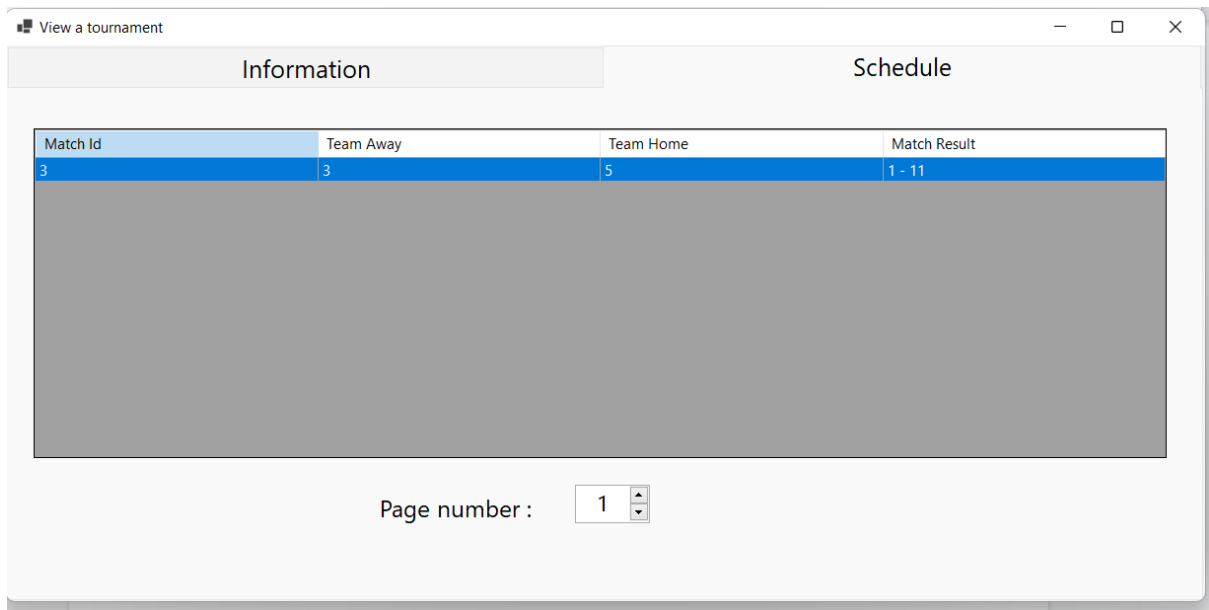 View a tournament
Information Schedule
Match Id Team Away Team Home Match Result
3 3 5 1 - 11
Page number : 1